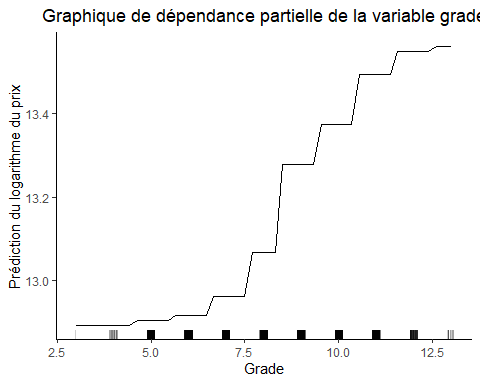 Graphique de dépendance partielle de la variable grade
Prédiction du logarithme du prix
13.4
13.2
13.0
2.5 5.0 7.5 10.0 12.5
Grade